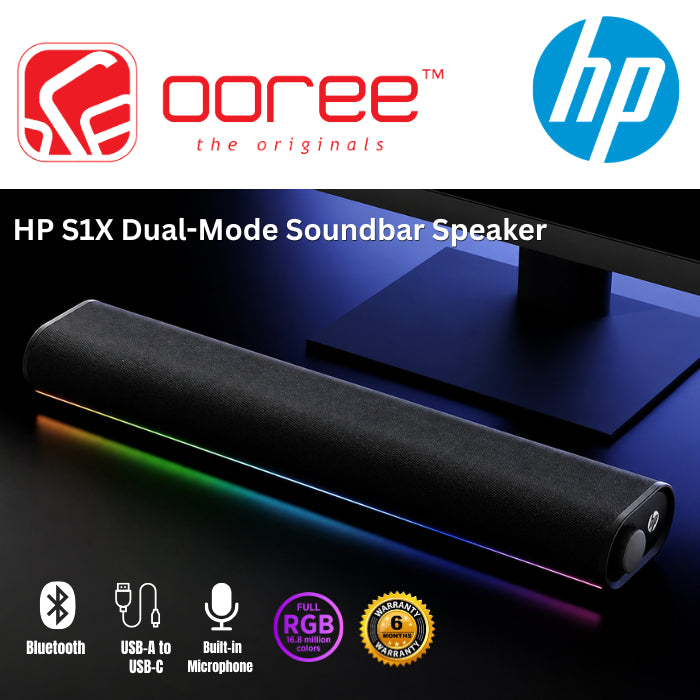 ooree™
the originals
hp
HP S1X Dual-Mode Soundbar Speaker
hp
Bluetooth
USB-A to
USB-C
Built-in
Microphone
FULL
RGB
16.8 million
colors
WARRANTY
6
MONTHS
WARRANTY